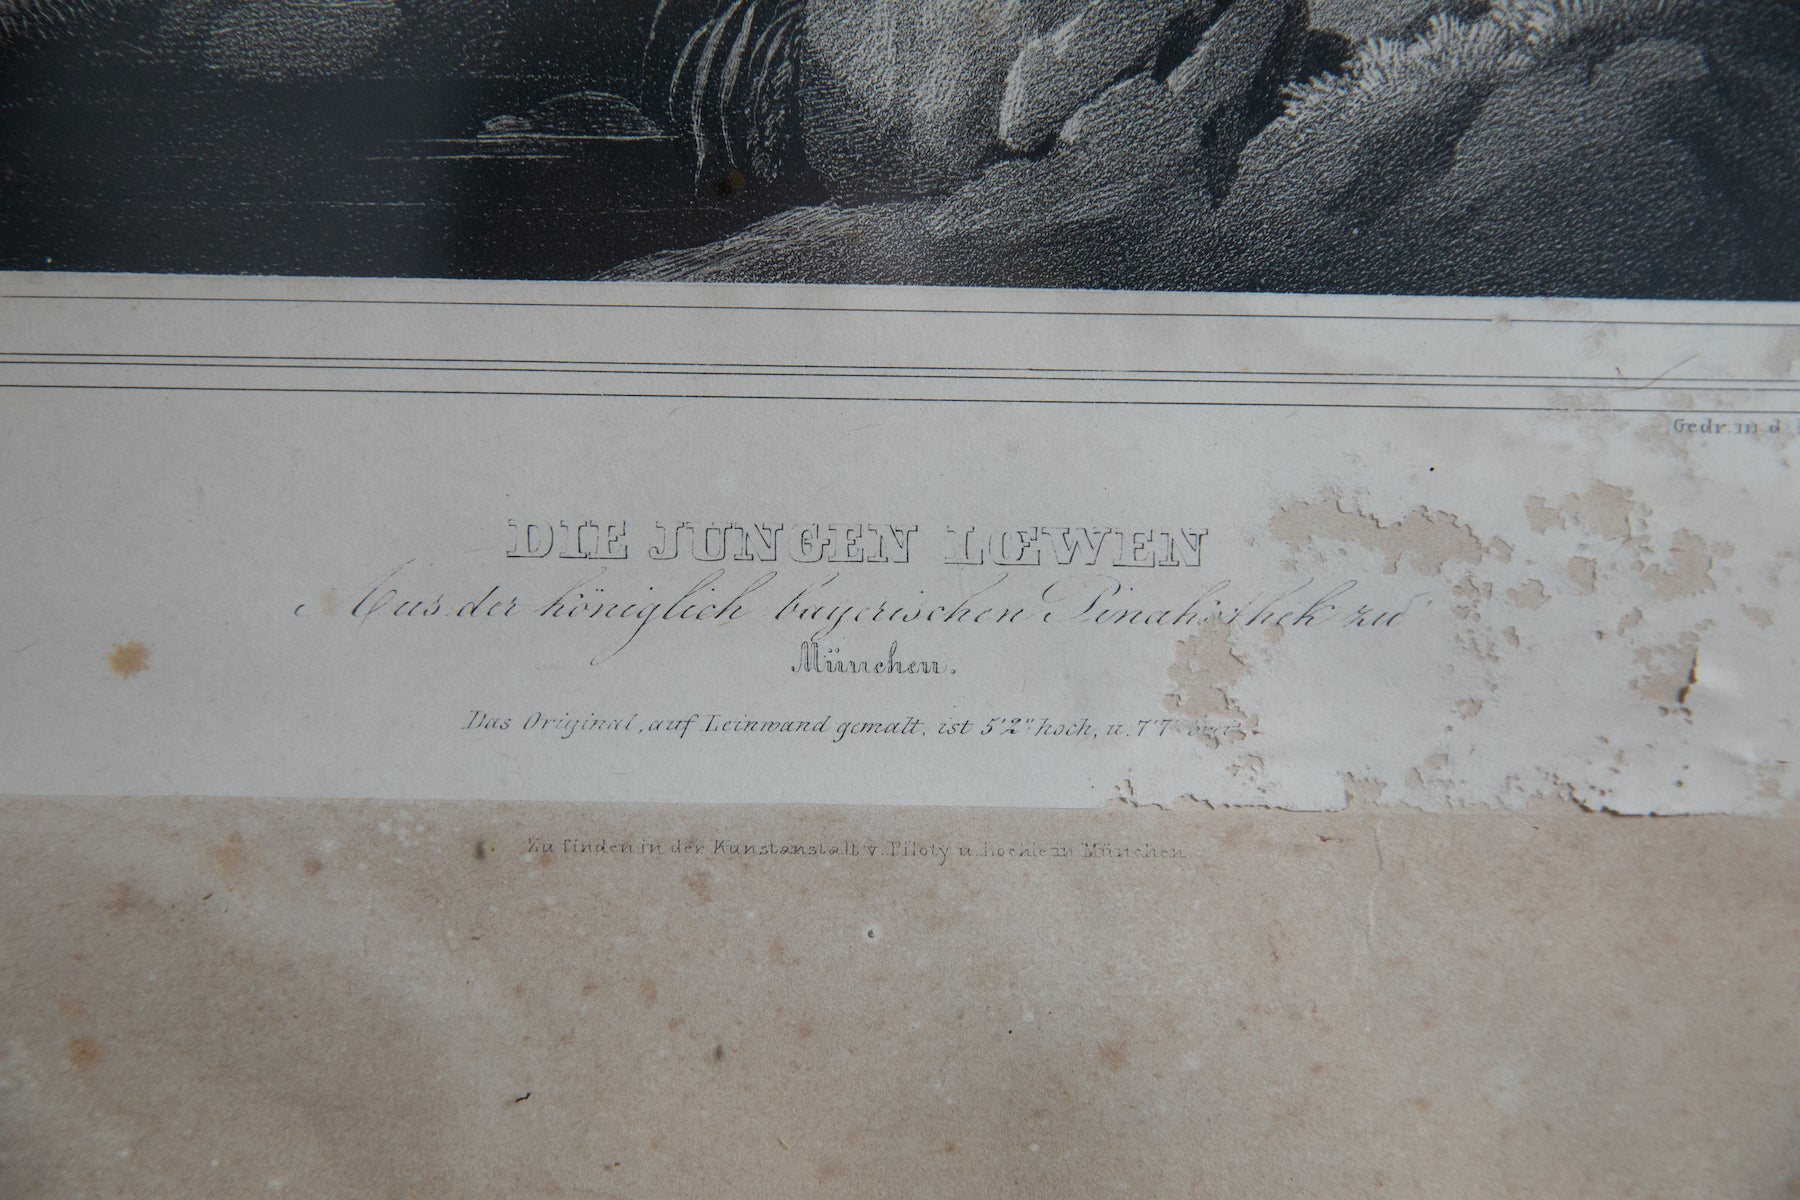 Gedr. in d
DIE JUNGEN LŒWEN
Aus der königlich bayerischen Pinakothek zu
München.
Das Original, auf Leinwand gemalt, ist 5'2" hoch, u. 7'7"
Zu finden in der Kunstanstalt v. Piloty u. Loehle in München.